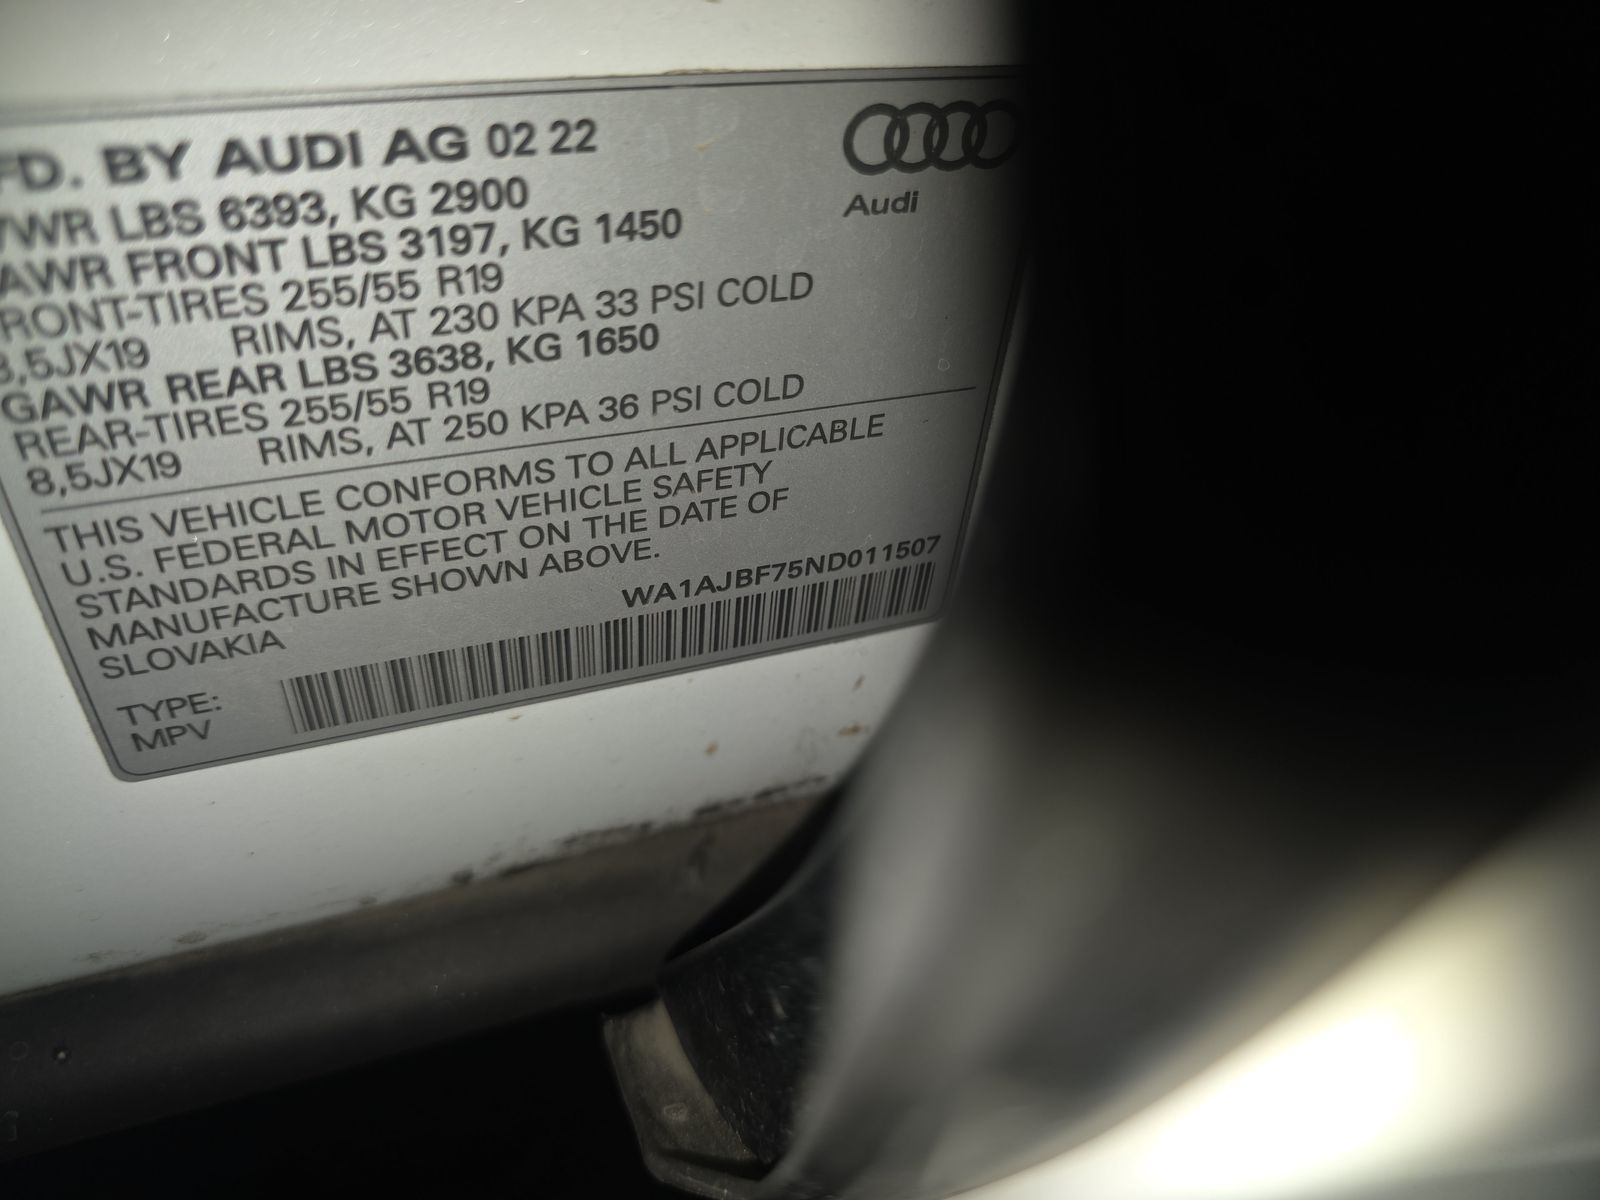 FD. BY AUDI AG 02 22
WR LBS 6393, KG 2900
AWR FRONT LBS 3197, KG 1450
RONT-TIRES 255/55 R19
8,5JX19 RIMS, AT 230 KPA 33 PSI COLD
GAWR REAR LBS 3638, KG 1650
REAR-TIRES 255/55 R19
8,5JX19 RIMS, AT 250 KPA 36 PSI COLD
Audi
THIS VEHICLE CONFORMS TO ALL APPLICABLE
U.S. FEDERAL MOTOR VEHICLE SAFETY
STANDARDS IN EFFECT ON THE DATE OF
MANUFACTURE SHOWN ABOVE.
SLOVAKIA
WA1AJBF75ND011507
TYPE:
MPV